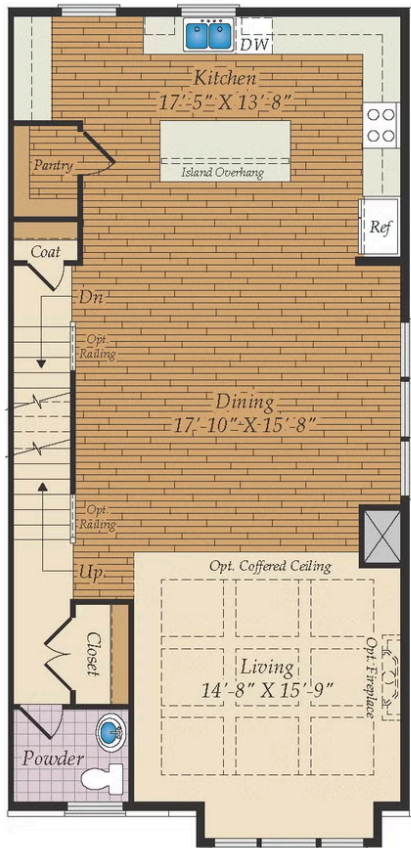 DW
Kitchen
17'-5" X 13'-8"
Pantry
Island Overhang
Ref
Coat
Dn
Opt.
Railing
Dining
17'-10" X 15'-8"
Opt.
Railing
Up
Opt. Coffered Ceiling
Closet
Living
14'-8" X 15'-9"
Opt. Fireplace
Powder